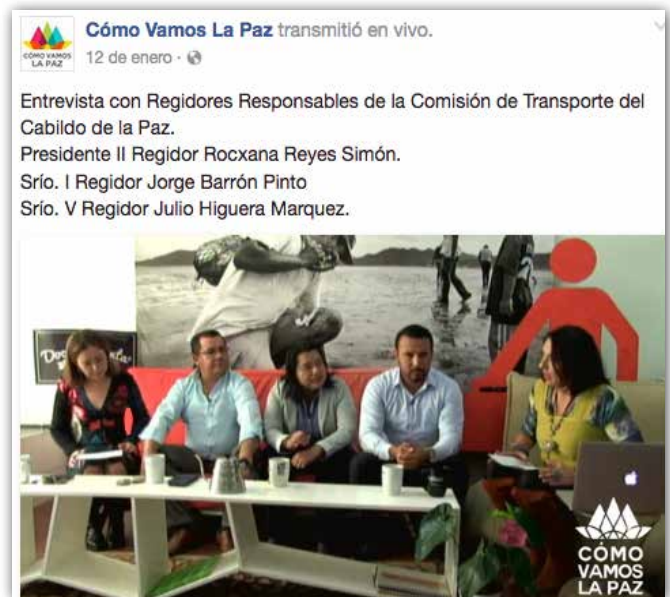 CÓMO VAMOS
LA PAZ
Cómo Vamos La Paz transmitió en vivo.
12 de enero ·
Entrevista con Regidores Responsables de la Comisión de Transporte del
Cabildo de la Paz.
Presidente II Regidor Rocxana Reyes Simón.
Srío. I Regidor Jorge Barrón Pinto
Srío. V Regidor Julio Higuera Marquez.
CÓMO
VAMOS
LA PAZ